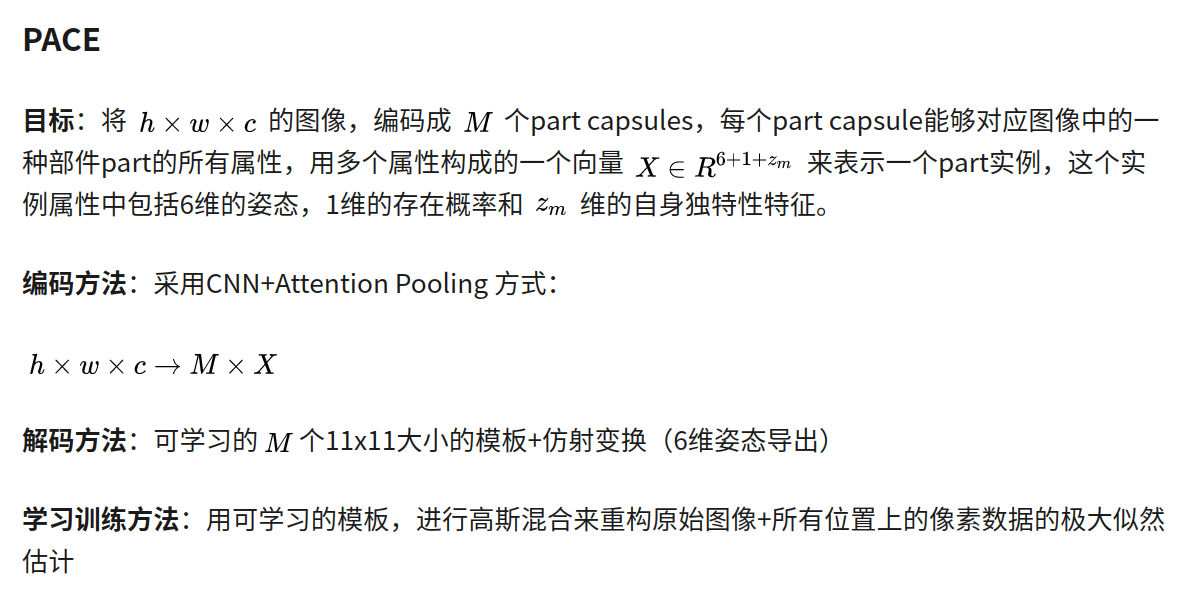 PACE
目标：将 h × w × c 的图像，编码成 M 个part capsules，每个part capsule能够对应图像中的一
种部件part的所有属性，用多个属性构成的一个向量 X ∈ R^{6+1+z_m} 来表示一个part实例，这个实
例属性中包括6维的姿态，1维的存在概率和 z_m 维的自身独特性特征。
编码方法：采用CNN+Attention Pooling 方式：
h × w × c → M × X
解码方法：可学习的 M 个11x11大小的模板+仿射变换（6维姿态导出）
学习训练方法：用可学习的模板，进行高斯混合来重构原始图像+所有位置上的像素数据的极大似然
估计